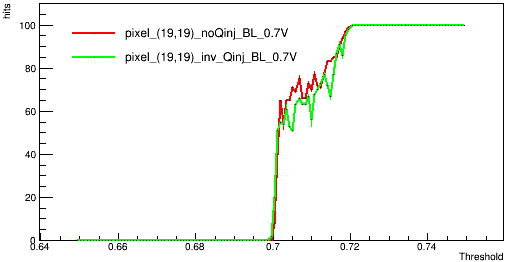 hits
pixel_(19,19)_noQinj_BL_0.7V
pixel_(19,19)_inv_Qinj_BL_0.7V
100
80
60
40
20
0
0.64 0.66 0.68 0.7 0.72 0.74
Threshold